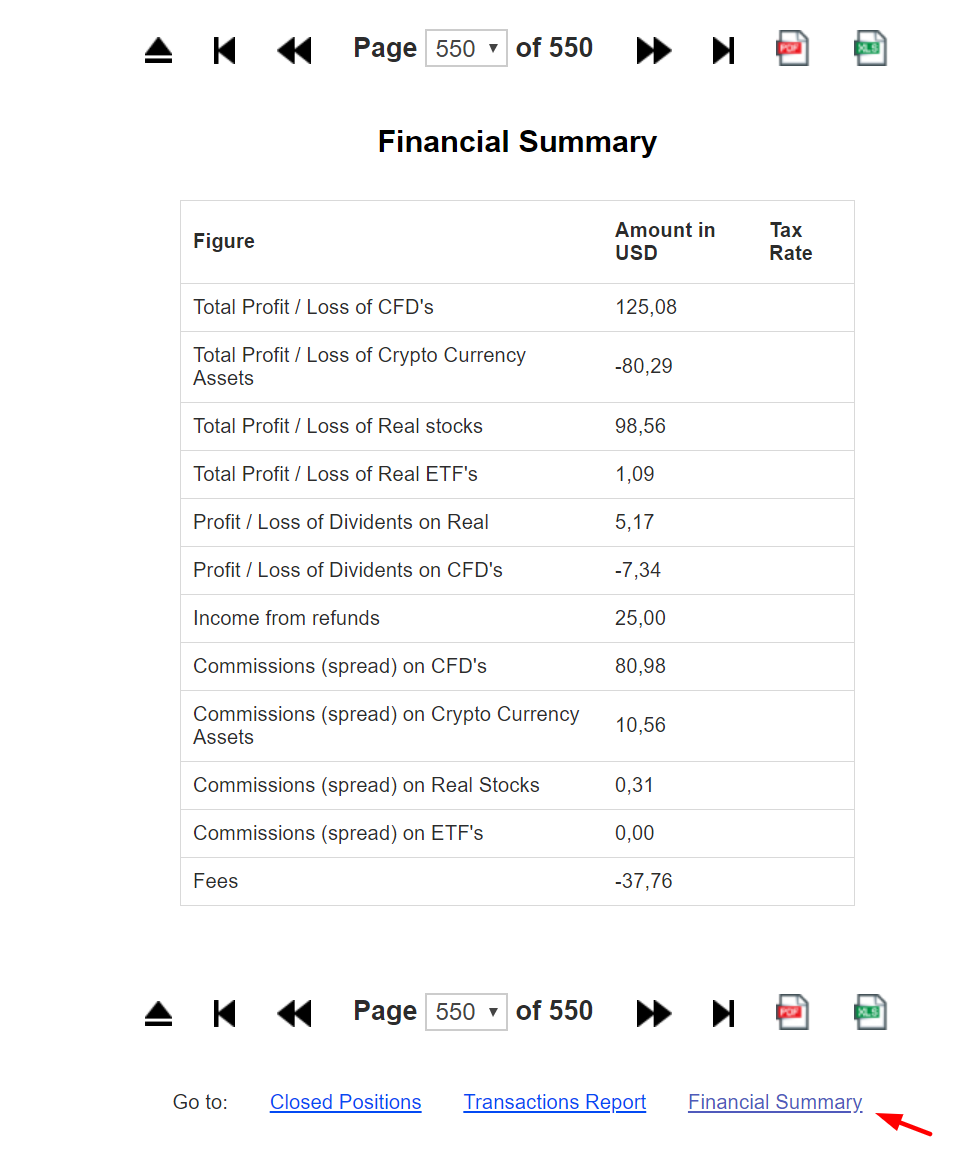 Page 550 of 550 PDF XLS
Financial Summary
Figure Amount in USD Tax Rate
Total Profit / Loss of CFD's 125,08
Total Profit / Loss of Crypto Currency Assets -80,29
Total Profit / Loss of Real stocks 98,56
Total Profit / Loss of Real ETF's 1,09
Profit / Loss of Dividents on Real 5,17
Profit / Loss of Dividents on CFD's -7,34
Income from refunds 25,00
Commissions (spread) on CFD's 80,98
Commissions (spread) on Crypto Currency Assets 10,56
Commissions (spread) on Real Stocks 0,31
Commissions (spread) on ETF's 0,00
Fees -37,76
Page 550 of 550 PDF XLS
Go to: Closed Positions Transactions Report Financial Summary